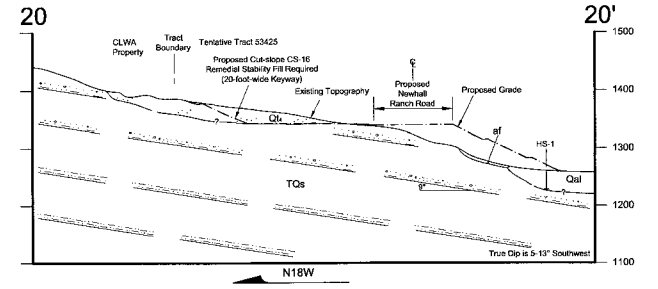 20
20'
CLWA
Property
Tract
Boundary
Tentative Tract 53425
Proposed Cut-slope CS-16
Remedial Stability Fill Required
(20-foot-wide Keyway)
Existing Topography
℄
Proposed
Newhall
Ranch Road
Proposed Grade
af
HS-1
Qt₄
?
TQs
Qal
?
True Dip is 5-13° Southwest
1500
1400
1300
1200
1100
N18W